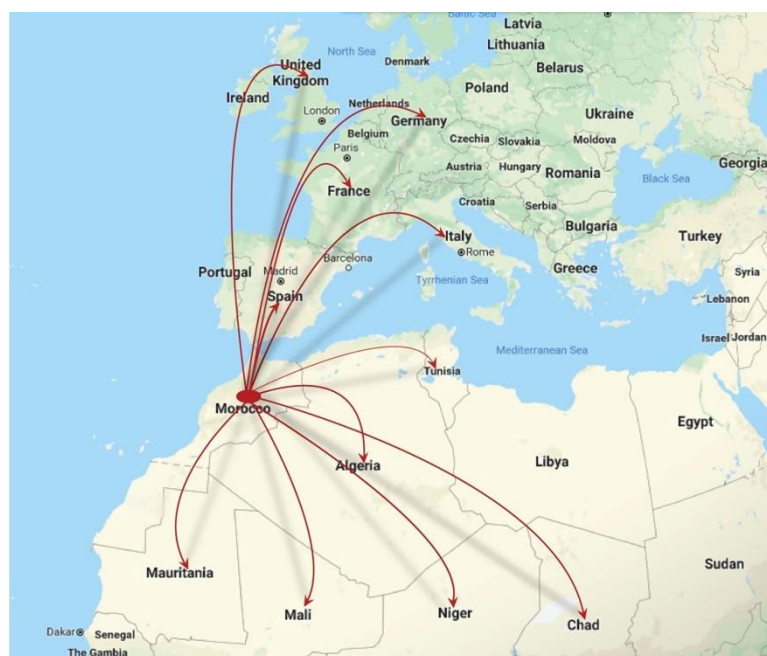 Baltic Sea
Latvia
North Sea
Lithuania
United
Kingdom
Denmark
Belarus
Ireland
Poland
Netherlands
London
Germany
Ukraine
Belgium
Czechia
Slovakia
Moldova
Paris
Austria
Hungary
Romania
Georgia
France
Black Sea
Croatia
Serbia
Bulgaria
Italy
Turkey
Rome
Portugal
Barcelona
Madrid
Greece
Tyrrhenian Sea
Syria
Spain
Lebanon
Israel
Jordan
Mediterranean Sea
Tunisia
Morocco
Egypt
Algeria
Libya
Mauritania
Sudan
Mali
Niger
Chad
Dakar
Senegal
The Gambia